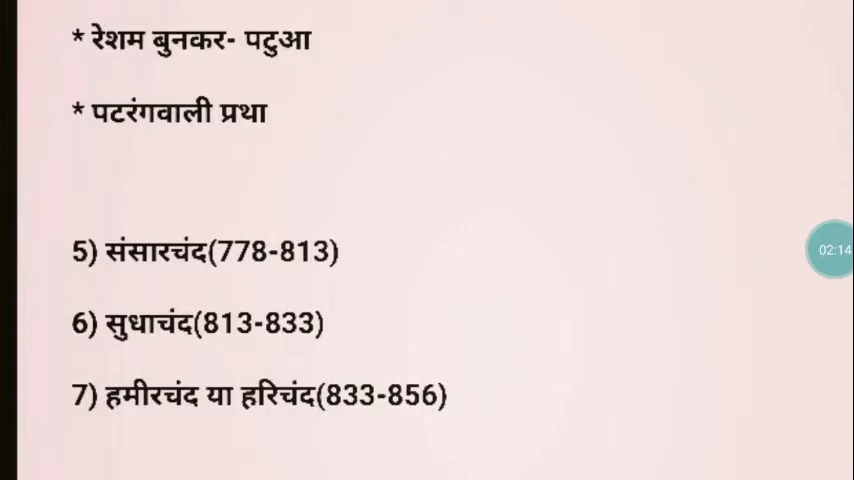 * रेशम बुनकर- पटुआ
* पटरंगवाली प्रथा
5) संसारचंद(778-813)
02:14
6) सुधाचंद(813-833)
7) हमीरचंद या हरिचंद(833-856)